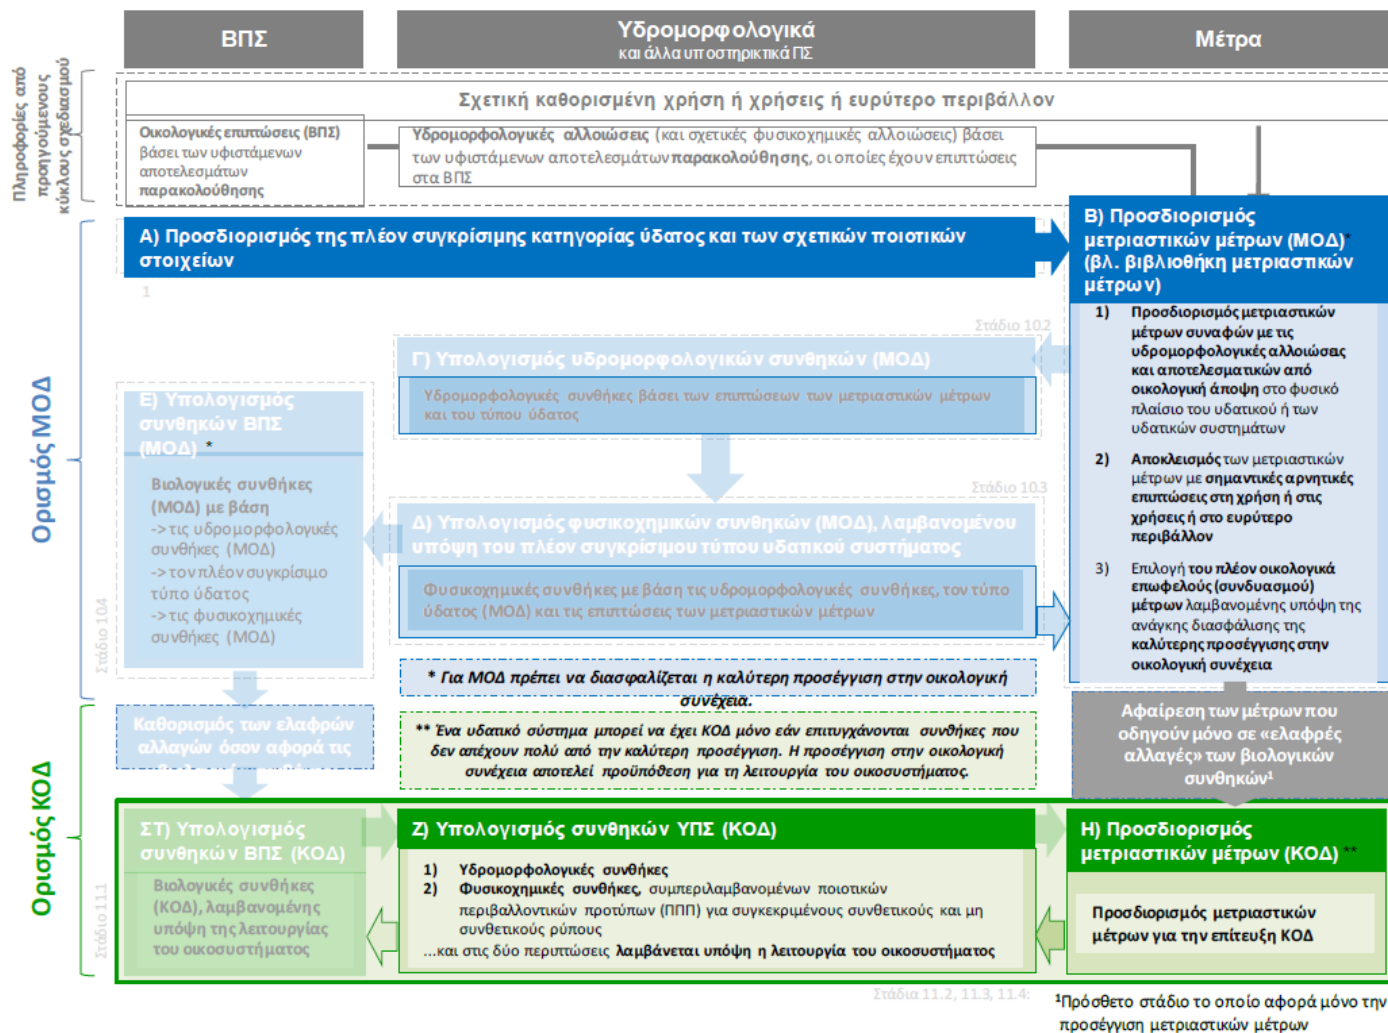 ΒΠΣ
Υδρομορφολογικά
και άλλα υποστηρικτικά ΠΣ
Μέτρα
Πληροφορίες από
προηγούμενους
κύκλους σχεδιασμού
Σχετική καθορισμένη χρήση ή χρήσεις ή ευρύτερο περιβάλλον
Οικολογικές επιπτώσεις (ΒΠΣ)
βάσει των υφιστάμενων
αποτελεσμάτων
παρακολούθησης
Υδρομορφολογικές αλλοιώσεις (και σχετικές φυσικοχημικές αλλοιώσεις) βάσει
των υφιστάμενων αποτελεσμάτων παρακολούθησης, οι οποίες έχουν επιπτώσεις
στα ΒΠΣ
Ορισμός ΜΟΔ
Α) Προσδιορισμός της πλέον συγκρίσιμης κατηγορίας ύδατος και των σχετικών ποιοτικών
στοιχείων
1
Β) Προσδιορισμός
μετριαστικών μέτρων (ΜΟΔ)*
(βλ. βιβλιοθήκη μετριαστικών
μέτρων)
1) Προσδιορισμός μετριαστικών
μέτρων συναφών με τις
υδρομορφολογικές αλλοιώσεις
και αποτελεσματικών από
οικολογική άποψη στο φυσικό
πλαίσιο του υδατικού ή των
υδατικών συστημάτων
2) Αποκλεισμός των μετριαστικών
μέτρων με σημαντικές αρνητικές
επιπτώσεις στη χρήση ή στις
χρήσεις ή στο ευρύτερο
περιβάλλον
3) Επιλογή του πλέον οικολογικά
επωφελούς (συνδυασμού)
μέτρων λαμβανομένης υπόψη της
ανάγκης διασφάλισης της
καλύτερης προσέγγισης στην
οικολογική συνέχεια
Στάδιο 10.2
Γ) Υπολογισμός υδρομορφολογικών συνθηκών (ΜΟΔ)
Υδρομορφολογικές συνθήκες βάσει των επιπτώσεων των μετριαστικών μέτρων
και του τύπου ύδατος
Στάδιο 10.3
Δ) Υπολογισμός φυσικοχημικών συνθηκών (ΜΟΔ), λαμβανομένου
υπόψη του πλέον συγκρίσιμου τύπου υδατικού συστήματος
Φυσικοχημικές συνθήκες με βάση τις υδρομορφολογικές συνθήκες, τον τύπο
ύδατος (ΜΟΔ) και τις επιπτώσεις των μετριαστικών μέτρων
Στάδιο 10.4
Ε) Υπολογισμός
συνθηκών ΒΠΣ
(ΜΟΔ) *
Βιολογικές συνθήκες
(ΜΟΔ) με βάση
-> τις υδρομορφολογικές
συνθήκες (ΜΟΔ)
-> τον πλέον συγκρίσιμο
τύπο ύδατος
-> τις φυσικοχημικές
συνθήκες (ΜΟΔ)
* Για ΜΟΔ πρέπει να διασφαλίζεται η καλύτερη προσέγγιση στην οικολογική
συνέχεια.
Ορισμός ΚΟΔ
Καθορισμός των ελαφρών
αλλαγών όσον αφορά τις
** Ένα υδατικό σύστημα μπορεί να έχει ΚΟΔ μόνο εάν επιτυγχάνονται συνθήκες που
δεν απέχουν πολύ από την καλύτερη προσέγγιση. Η προσέγγιση στην οικολογική
συνέχεια αποτελεί προϋπόθεση για τη λειτουργία του οικοσυστήματος.
Αφαίρεση των μέτρων που
οδηγούν μόνο σε «ελαφρές
αλλαγές» των βιολογικών
συνθηκών¹
Στάδιο 11.1
ΣΤ) Υπολογισμός
συνθηκών ΒΠΣ (ΚΟΔ)
Βιολογικές συνθήκες
(ΚΟΔ), λαμβανομένης
υπόψη της λειτουργίας
του οικοσυστήματος
Ζ) Υπολογισμός συνθηκών ΥΠΣ (ΚΟΔ)
1) Υδρομορφολογικές συνθήκες
2) Φυσικοχημικές συνθήκες, συμπεριλαμβανομένων ποιοτικών
περιβαλλοντικών προτύπων (ΠΠΠ) για συγκεκριμένους συνθετικούς και μη
συνθετικούς ρύπους
...και στις δύο περιπτώσεις λαμβάνεται υπόψη η λειτουργία του οικοσυστήματος
Η) Προσδιορισμός
μετριαστικών μέτρων (ΚΟΔ) **
Προσδιορισμός μετριαστικών
μέτρων για την επίτευξη ΚΟΔ
Στάδια 11.2, 11.3, 11.4:
¹Πρόσθετο στάδιο το οποίο αφορά μόνο την
προσέγγιση μετριαστικών μέτρων